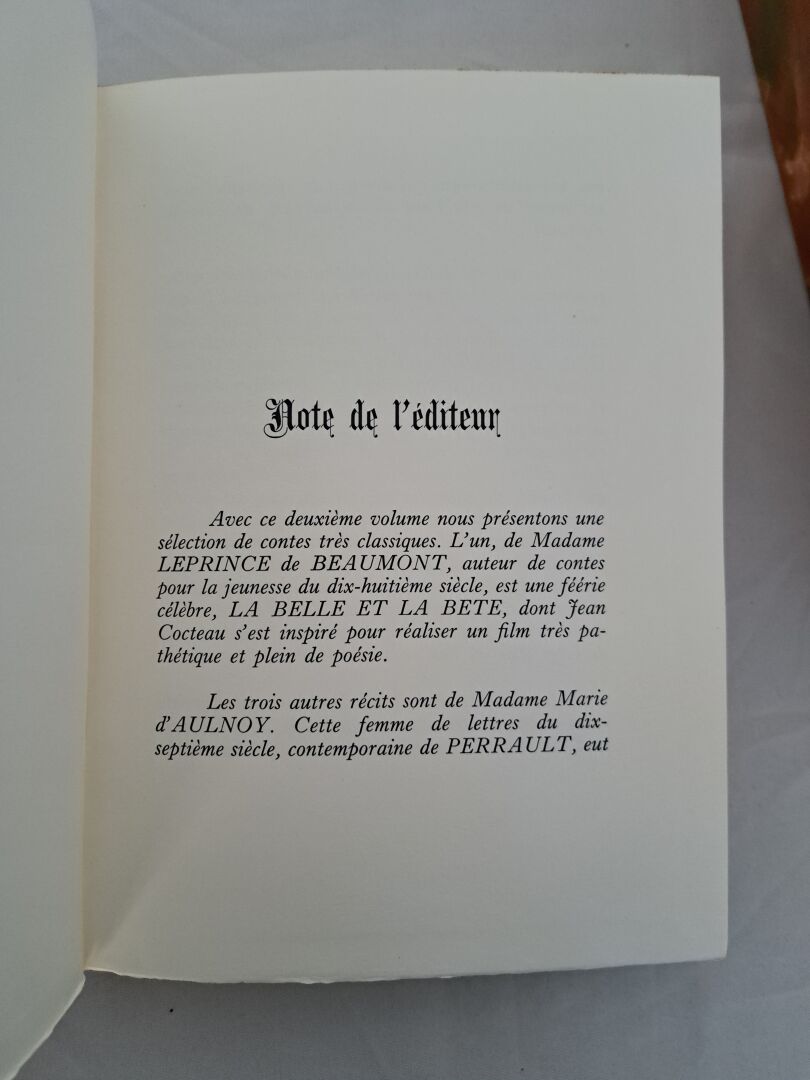 Note de l'éditeur
Avec ce deuxième volume nous présentons une
sélection de contes très classiques. L'un, de Madame
LEPRINCE de BEAUMONT, auteur de contes
pour la jeunesse du dix-huitième siècle, est une féérie
célèbre, LA BELLE ET LA BETE, dont Jean
Cocteau s'est inspiré pour réaliser un film très pa-
thétique et plein de poésie.
Les trois autres récits sont de Madame Marie
d'AULNOY. Cette femme de lettres du dix-
septième siècle, contemporaine de PERRAULT, eut